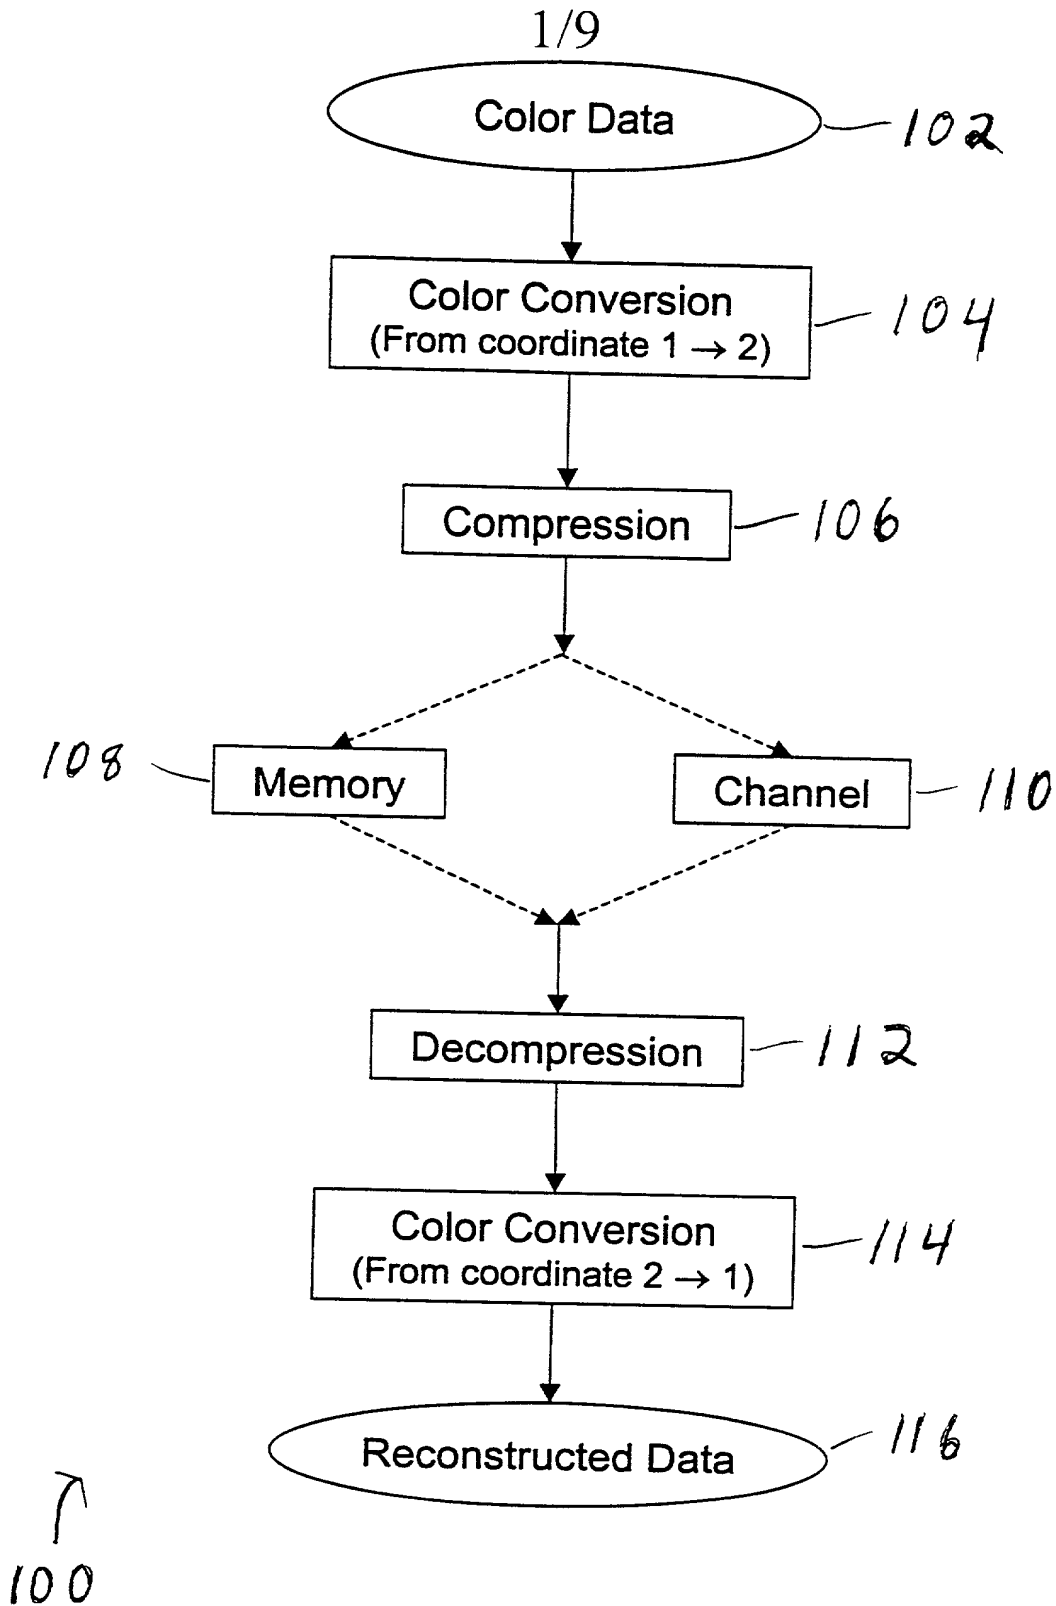 1/9
Color Data
102
Color Conversion
(From coordinate 1 → 2)
104
Compression
106
108
Memory
Channel
110
Decompression
112
Color Conversion
(From coordinate 2 → 1)
114
Reconstructed Data
116
100